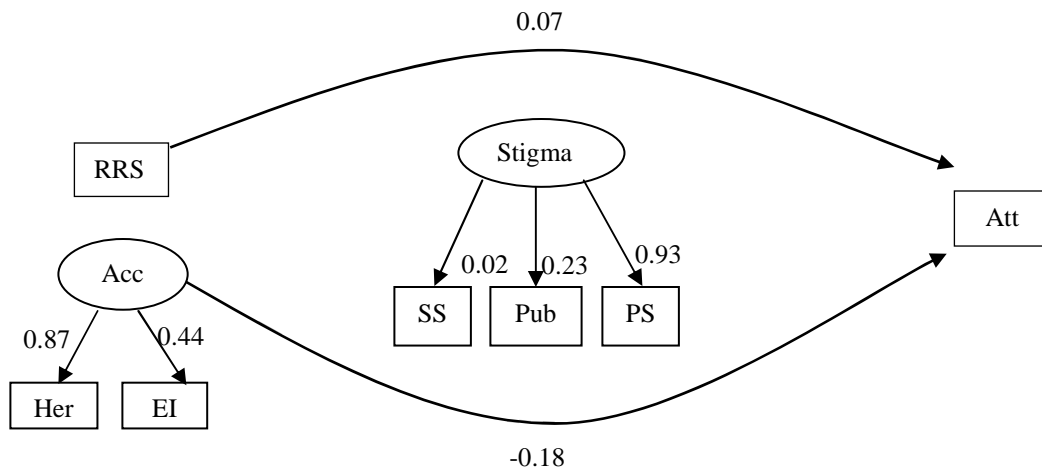 0.07
RRS
Stigma
Att
Acc
0.02
0.23
0.93
SS
Pub
PS
0.87
0.44
Her
EI
-0.18